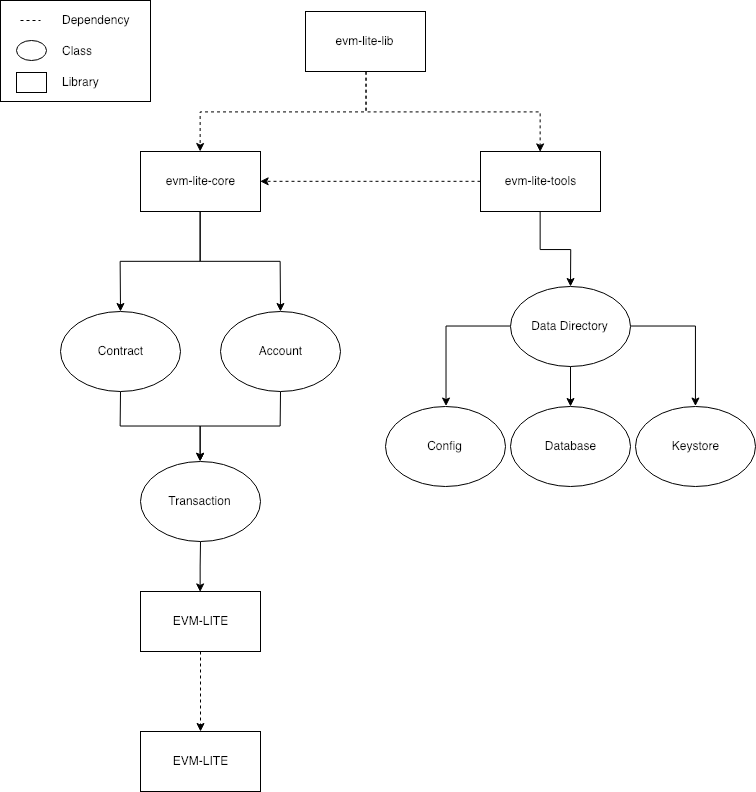 Dependency
Class
Library
evm-lite-lib
evm-lite-core
evm-lite-tools
Contract
Account
Data Directory
Config
Database
Keystore
Transaction
EVM-LITE
EVM-LITE